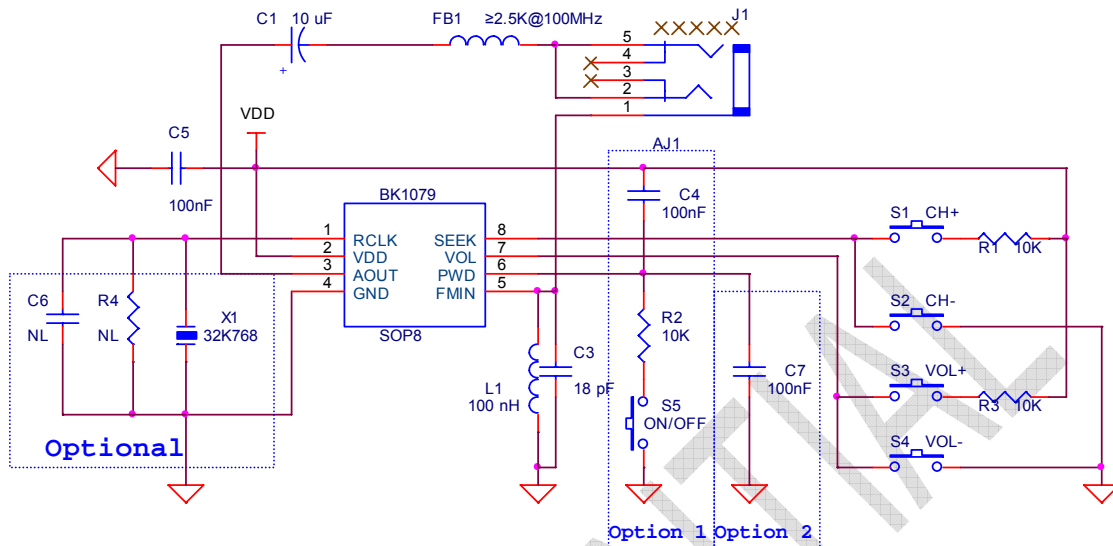 C1 10 uF
FB1 ≥2.5K@100MHz
J1
5
4
3
2
1
VDD
C5
100nF
AJ1
C4
100nF
BK1079
1 RCLK SEEK 8
2 VDD VOL 7
3 AOUT PWD 6
4 GND FMIN 5
SOP8
S1 CH+
R1 10K
S2 CH-
S3 VOL+
R3 10K
S4 VOL-
C6
NL
R4
NL
X1
32K768
Optional
L1
100 nH
C3
18 pF
R2
10K
S5
ON/OFF
C7
100nF
+
Option 1
Option 2
NTIAL